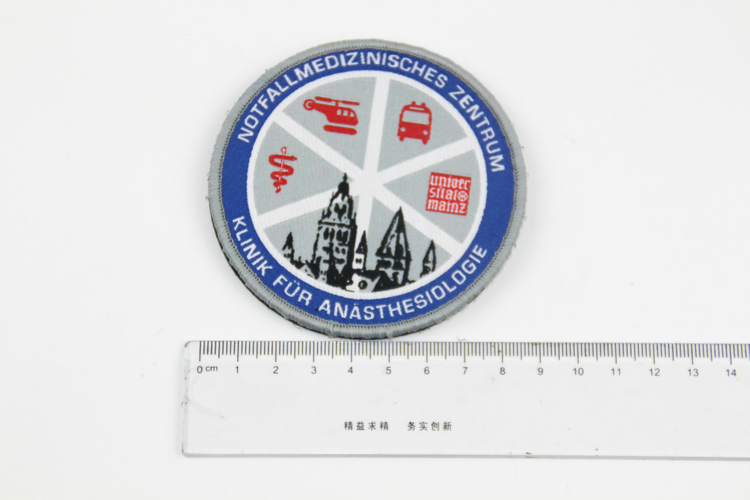 NOTFALLMEDIZINISCHES ZENTRUM
univer
sität
mainz
KLINIK FÜR ANÄSTHESIOLOGIE
0 cm 1 2 3 4 5 6 7 8 9 10 11 12 13 14
精益求精 务实创新